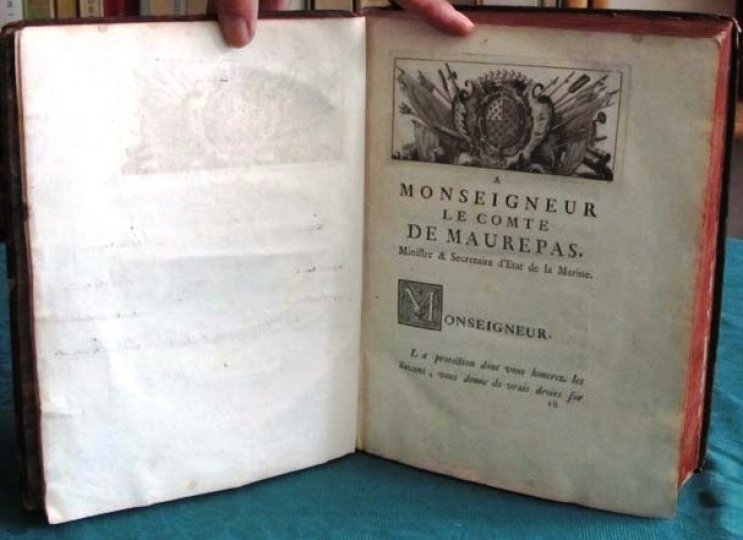 A
MONSEIGNEUR
LE COMTE
DE MAUREPAS,
Ministre & Secretaire d'Etat de la Marine.
MONSEIGNEUR.
LA protection dont vous honorez les
Savans, vous donne de vrais droits sur